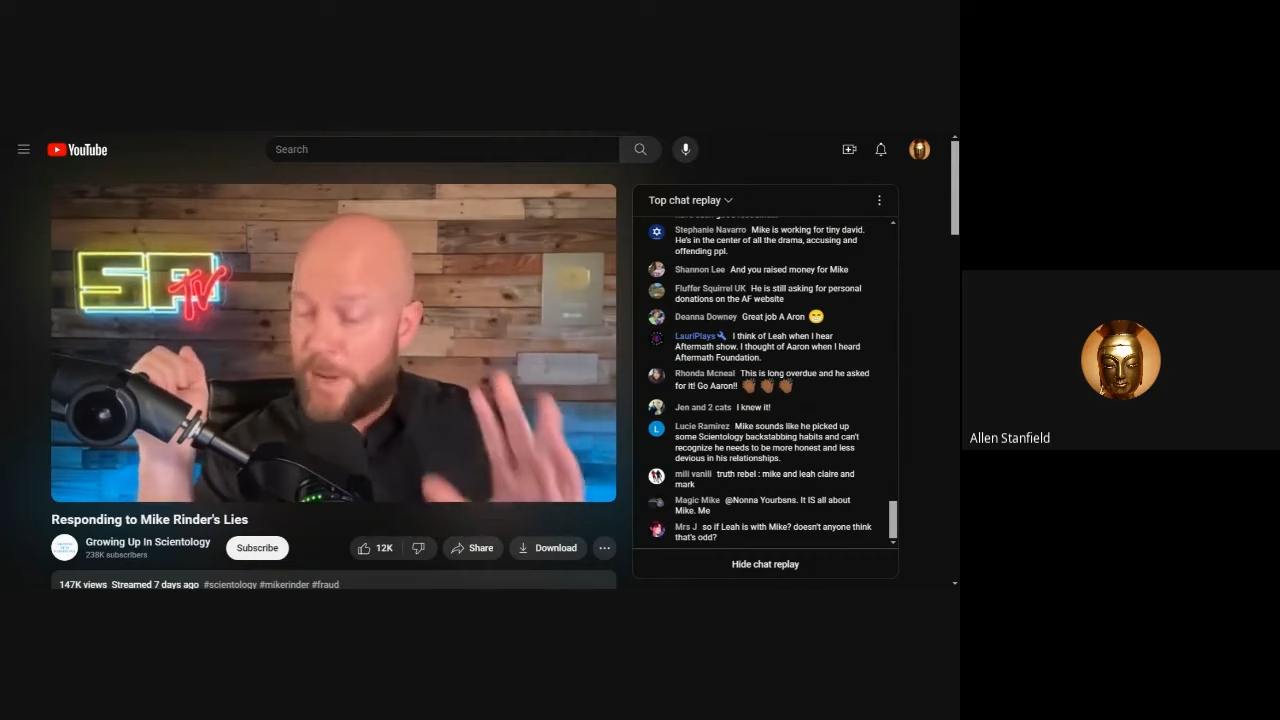 YouTube
Search
SPTV
Top chat replay
Stephanie Navarro Mike is working for tiny david.
He's in the center of all the drama, accusing and
offending ppl.
Shannon Lee And you raised money for Mike
Fluffer Squirrel UK He is still asking for personal
donations on the AF website
Deanna Downey Great job A Aron 😁
LauriPlays I think of Leah when I hear
Aftermath show. I thought of Aaron when I heard
Aftermath Foundation.
Rhonda Mcneal This is long overdue and he asked
for it! Go Aaron!! 👏🏾👏🏾👏🏾
Jen and 2 cats I knew it!
Lucie Ramirez Mike sounds like he picked up
some Scientology backstabbing habits and can't
recognize he needs to be more honest and less
devious in his relationships.
mili vanili truth rebel : mike and leah claire and
mark
Magic Mike @Nonna Yourbsns. It IS all about
Mike. Me
Mrs J so if Leah is with Mike? doesn't anyone think
that's odd?
Hide chat replay
Responding to Mike Rinder's Lies
Growing Up In Scientology
238K subscribers
Subscribe
12K
Share
Download
147K views Streamed 7 days ago #scientology #mikerinder #fraud
L
Allen Stanfield